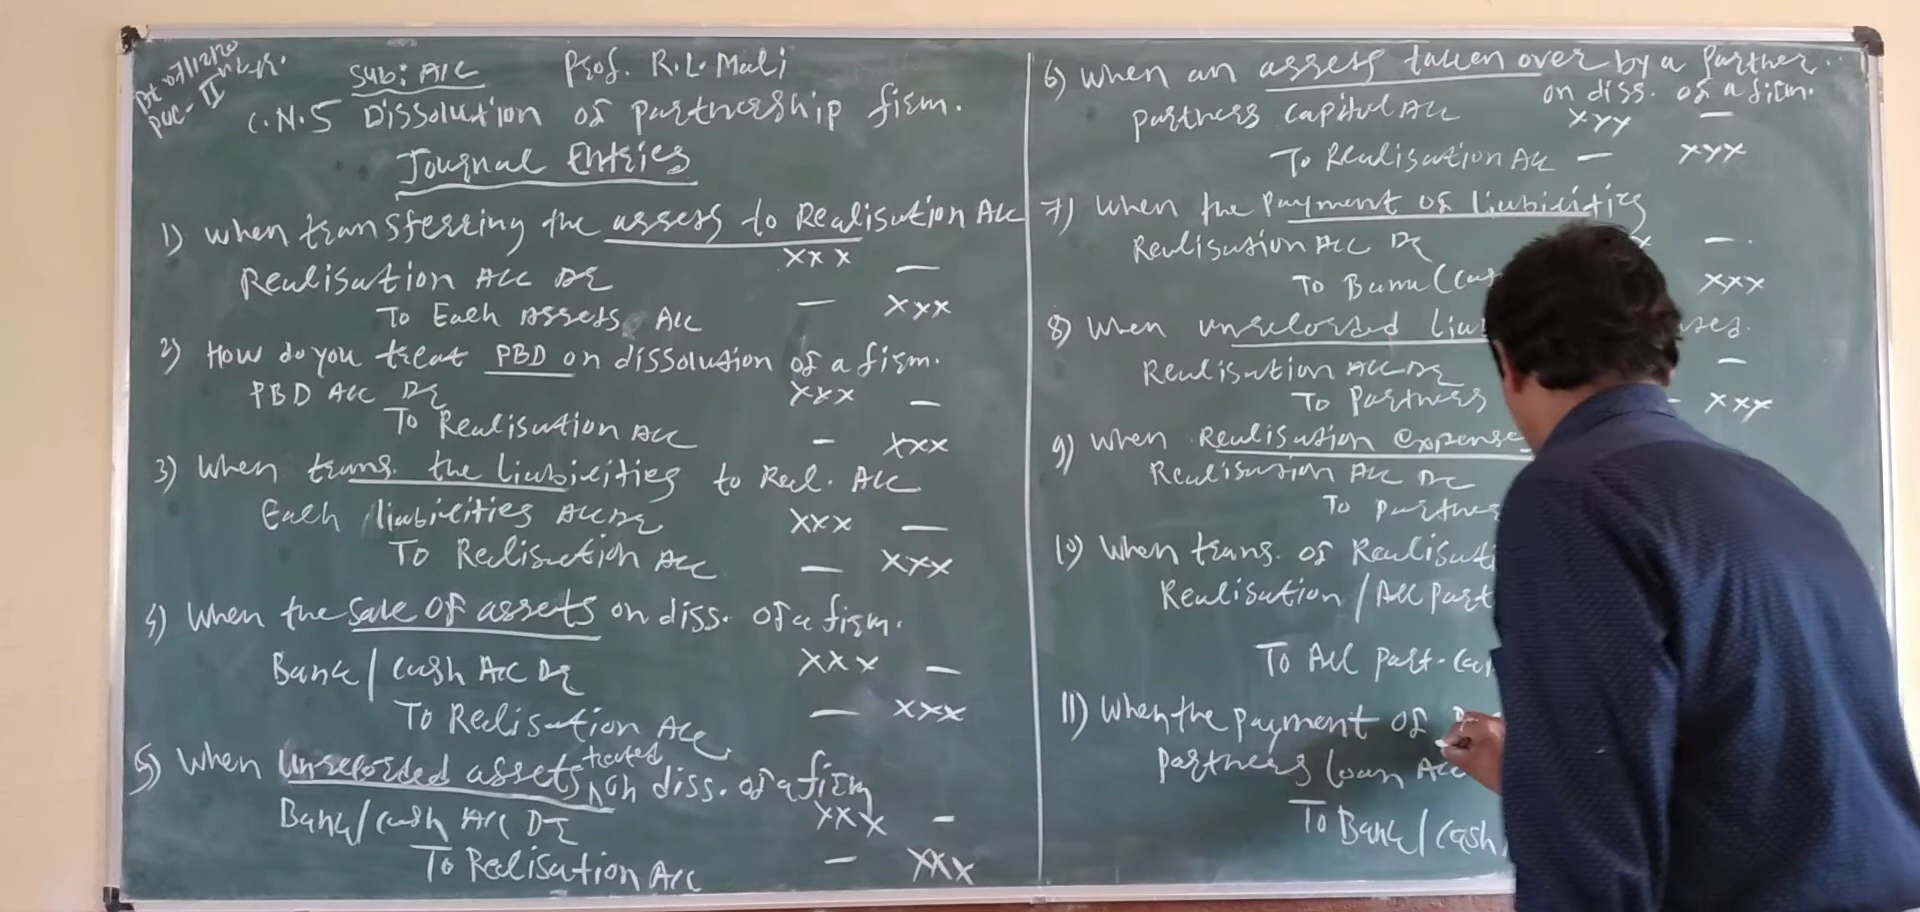 Dt 07/12/20
PUC-II
Sub: A/C Prof. R.L. Mali
C.N.5 Dissolution of partnership firm.
Journal Entries
1) When transferring the assets to Realisation A/c
Realisation A/c Dr xxx —
To Each Assets A/c — xxx
2) How do you treat PBD on dissolution of a firm.
PBD A/c Dr xxx —
To Realisation A/c — xxx
3) When trans. the liabilities to Real. A/c
Each liabilities A/c Dr xxx —
To Realisation A/c — xxx
4) When the sale of assets on diss. of a firm.
Bank/cash A/c Dr xxx —
To Realisation A/c — xxx
5) When unrecorded assets treated on diss. of a firm
Bank/cash A/c Dr xxx —
To Realisation A/c — xxx
6) When an assets taken over by a partner
on diss. of a firm.
Partners capital A/c xxx —
To Realisation A/c — xxx
7) When the payment of liabilities
Realisation A/c Dr —
To Bank (cas xxx
8) When unrecorded
Realisation A/c Dr —
To Partners — xxx
9) When Realisation expense
Realisation A/c Dr
To partner
10) When trans. of Realisati
Realisation / All part
To All part. ca
11) When the payment of
Partners loan A/c
To Bank/cash